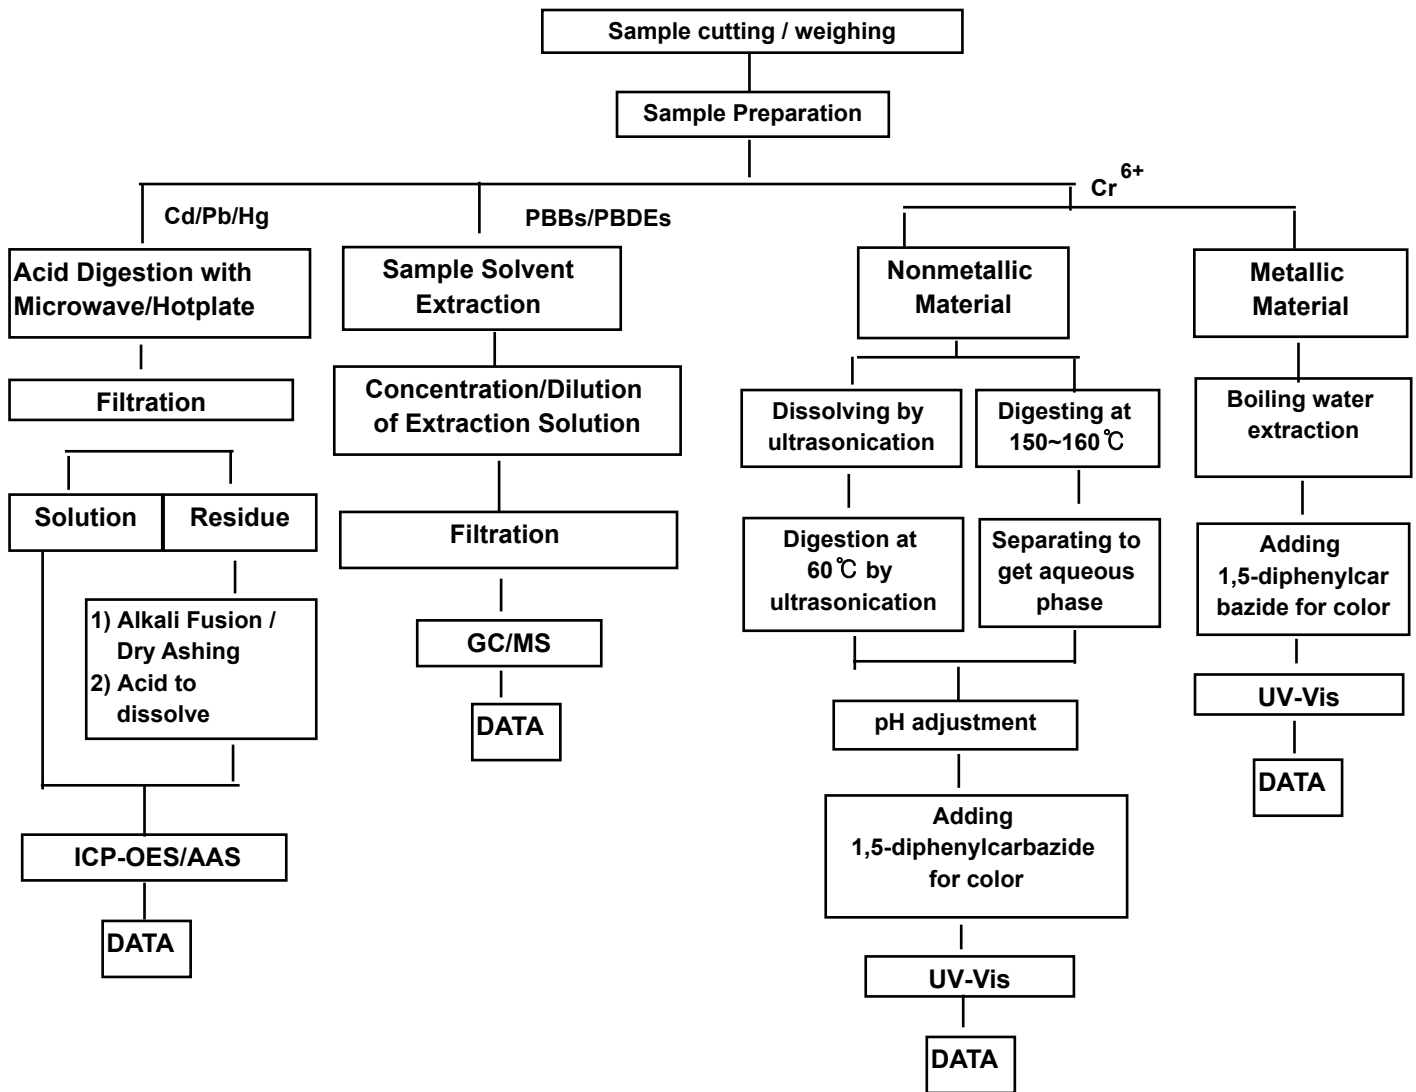 Sample cutting / weighing
Sample Preparation
Cr 6+
Cd/Pb/Hg
PBBs/PBDEs
Acid Digestion with
Microwave/Hotplate
Sample Solvent
Extraction
Nonmetallic
Material
Metallic
Material
Filtration
Concentration/Dilution
of Extraction Solution
Dissolving by
ultrasonication
Digesting at
150~160℃
Boiling water
extraction
Solution
Residue
Filtration
Digestion at
60℃ by
ultrasonication
Separating to
get aqueous
phase
Adding
1,5-diphenylcar
bazide for color
1) Alkali Fusion /
Dry Ashing
2) Acid to
dissolve
GC/MS
DATA
pH adjustment
UV-Vis
DATA
ICP-OES/AAS
DATA
Adding
1,5-diphenylcarbazide
for color
UV-Vis
DATA